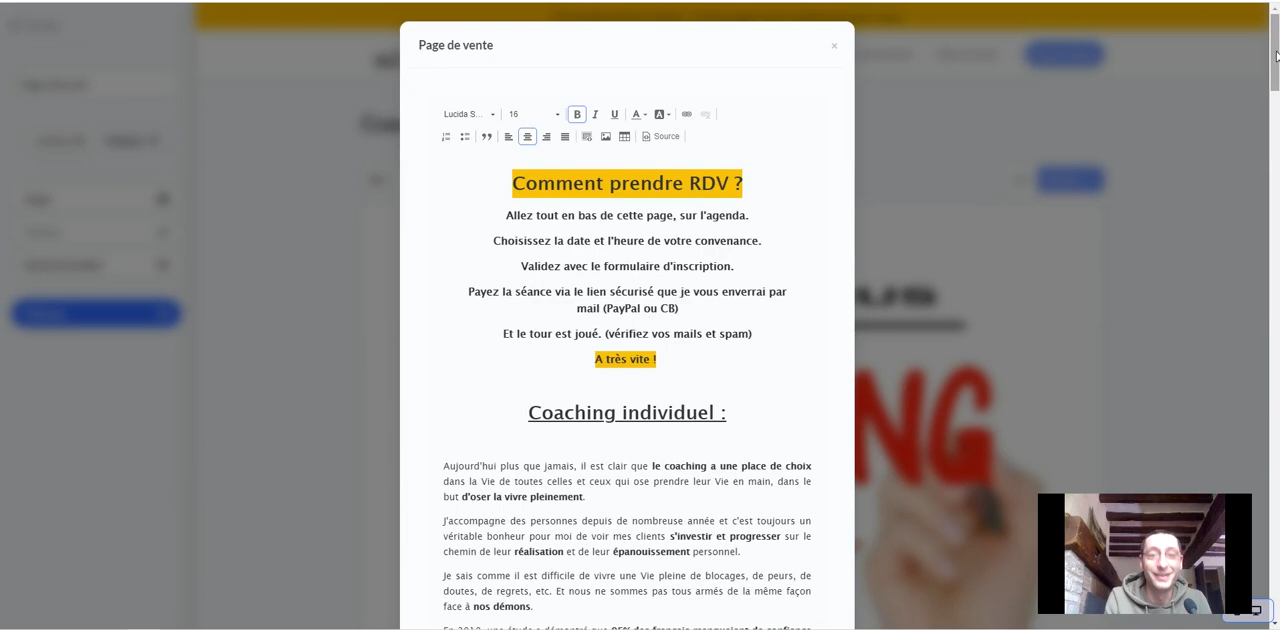 Page de vente
×
Lucida S... 16 B I U A A
Source
Comment prendre RDV ?
Allez tout en bas de cette page, sur l'agenda.
Choisissez la date et l'heure de votre convenance.
Validez avec le formulaire d'inscription.
Payez la séance via le lien sécurisé que je vous enverrai par
mail (PayPal ou CB)
Et le tour est joué. (vérifiez vos mails et spam)
A très vite !
Coaching individuel :
Aujourd'hui plus que jamais, il est clair que le coaching a une place de choix
dans la Vie de toutes celles et ceux qui ose prendre leur Vie en main, dans le
but d'oser la vivre pleinement.
J'accompagne des personnes depuis de nombreuse année et c'est toujours un
véritable bonheur pour moi de voir mes clients s'investir et progresser sur le
chemin de leur réalisation et de leur épanouissement personnel.
Je sais comme il est difficile de vivre une Vie pleine de blocages, de peurs, de
doutes, de regrets, etc. Et nous ne sommes pas tous armés de la même façon
face à nos démons.